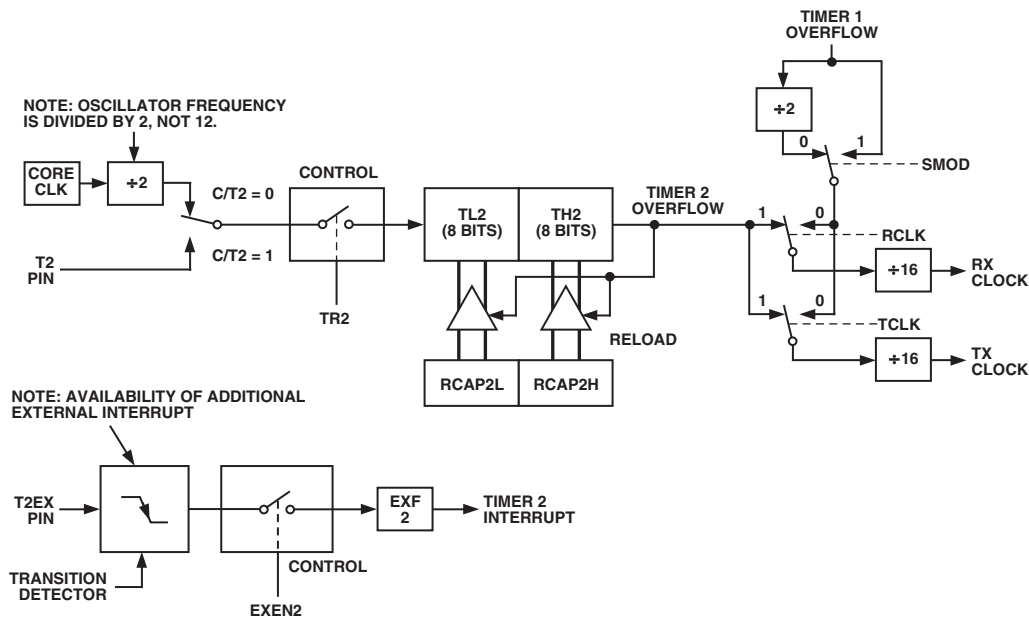 TIMER 1
OVERFLOW
NOTE: OSCILLATOR FREQUENCY
IS DIVIDED BY 2, NOT 12.
÷2
0
1
SMOD
CORE
CLK
÷2
C/T2 = 0
C/T2 = 1
T2
PIN
CONTROL
TR2
TL2
(8 BITS)
TH2
(8 BITS)
TIMER 2
OVERFLOW
1
0
RCLK
÷16
RX
CLOCK
1
0
TCLK
÷16
TX
CLOCK
RELOAD
RCAP2L
RCAP2H
NOTE: AVAILABILITY OF ADDITIONAL
EXTERNAL INTERRUPT
T2EX
PIN
EXF
2
TIMER 2
INTERRUPT
CONTROL
TRANSITION
DETECTOR
EXEN2